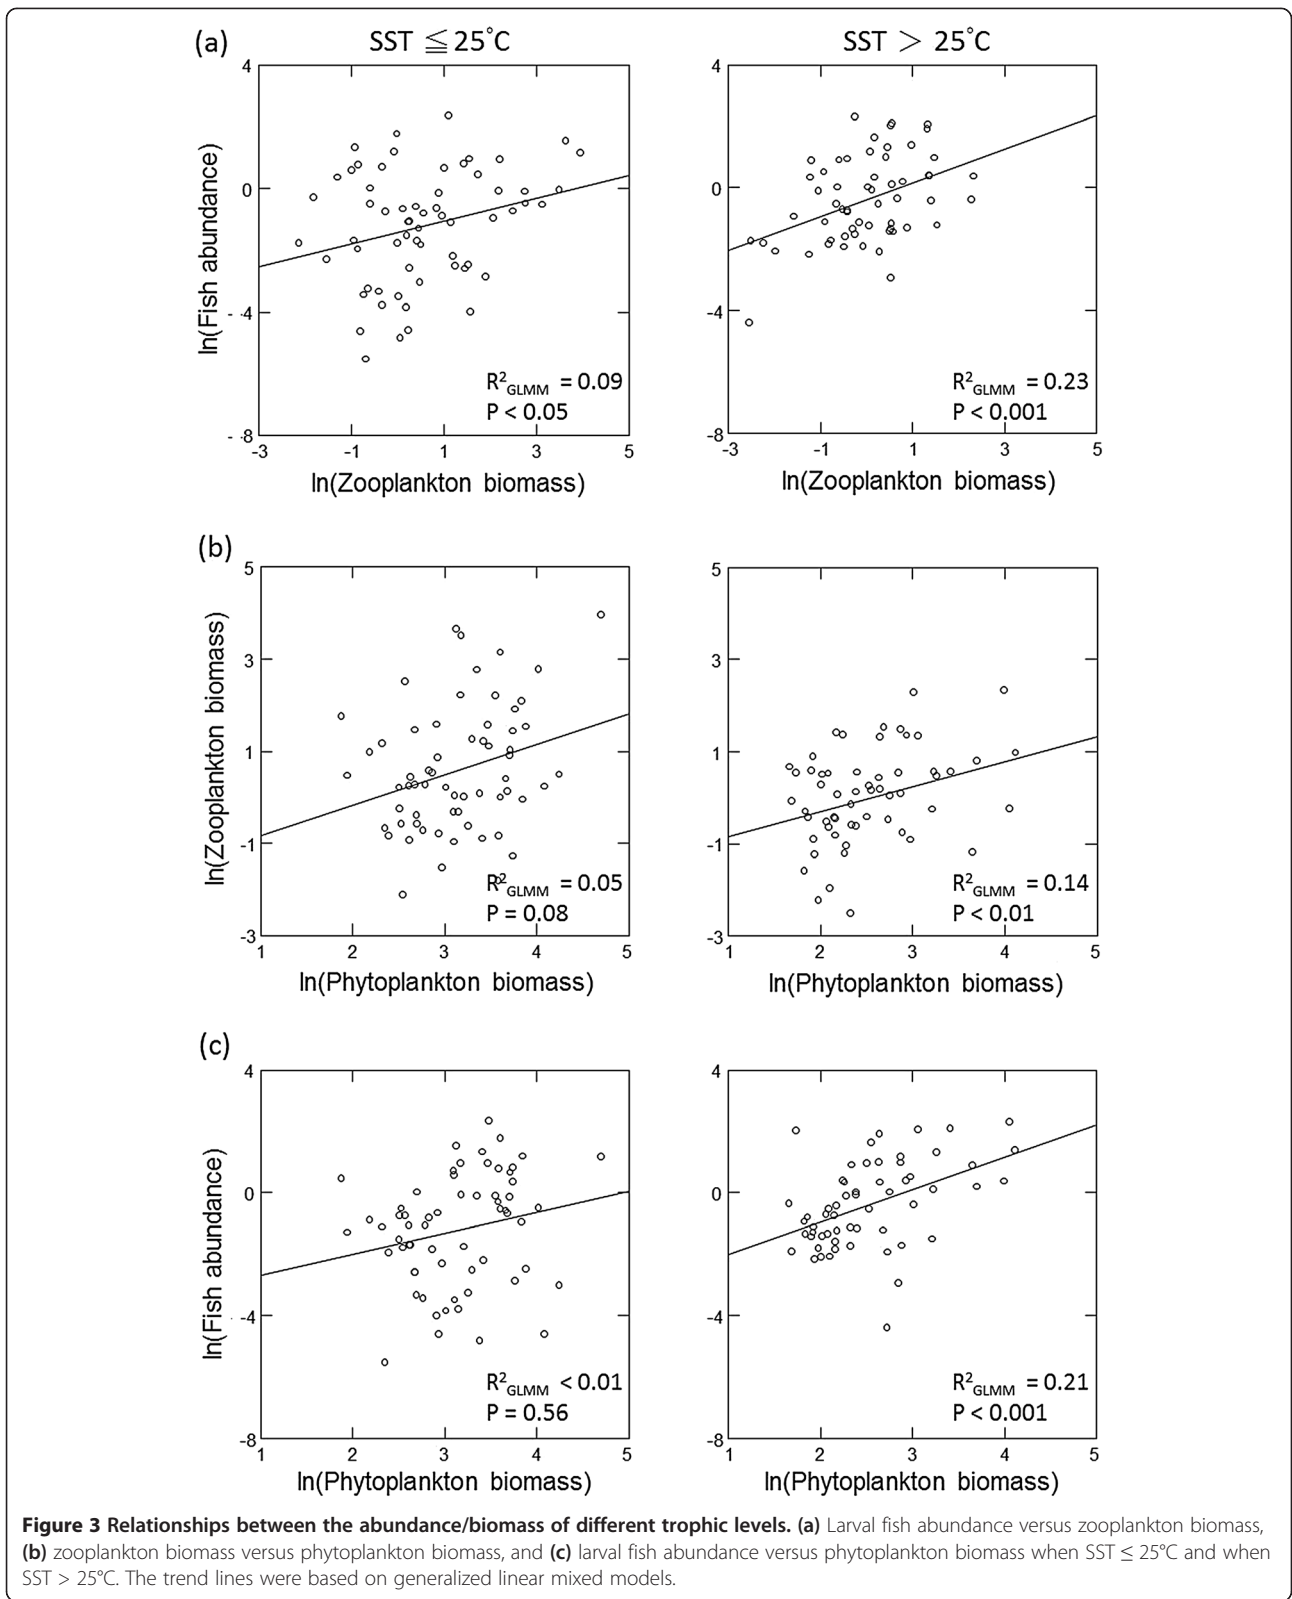 (a)
SST ≦ 25°C
SST > 25°C
4
0
- -4
- -8
ln(Fish abundance)
-3 -1 1 3 5
ln(Zooplankton biomass)
R²GLMM = 0.09
P < 0.05
4
0
-4
-8
-3 -1 1 3 5
ln(Zooplankton biomass)
R²GLMM = 0.23
P < 0.001
(b)
5
3
1
-1
-3
ln(Zooplankton biomass)
1 2 3 4 5
ln(Phytoplankton biomass)
R²GLMM = 0.05
P = 0.08
5
3
1
-1
-3
1 2 3 4 5
ln(Phytoplankton biomass)
R²GLMM = 0.14
P < 0.01
(c)
4
0
-4
-8
ln(Fish abundance)
1 2 3 4 5
ln(Phytoplankton biomass)
R²GLMM < 0.01
P = 0.56
4
0
-4
-8
1 2 3 4 5
ln(Phytoplankton biomass)
R²GLMM = 0.21
P < 0.001
Figure 3 Relationships between the abundance/biomass of different trophic levels. (a) Larval fish abundance versus zooplankton biomass,
(b) zooplankton biomass versus phytoplankton biomass, and (c) larval fish abundance versus phytoplankton biomass when SST ≤ 25°C and when
SST > 25°C. The trend lines were based on generalized linear mixed models.